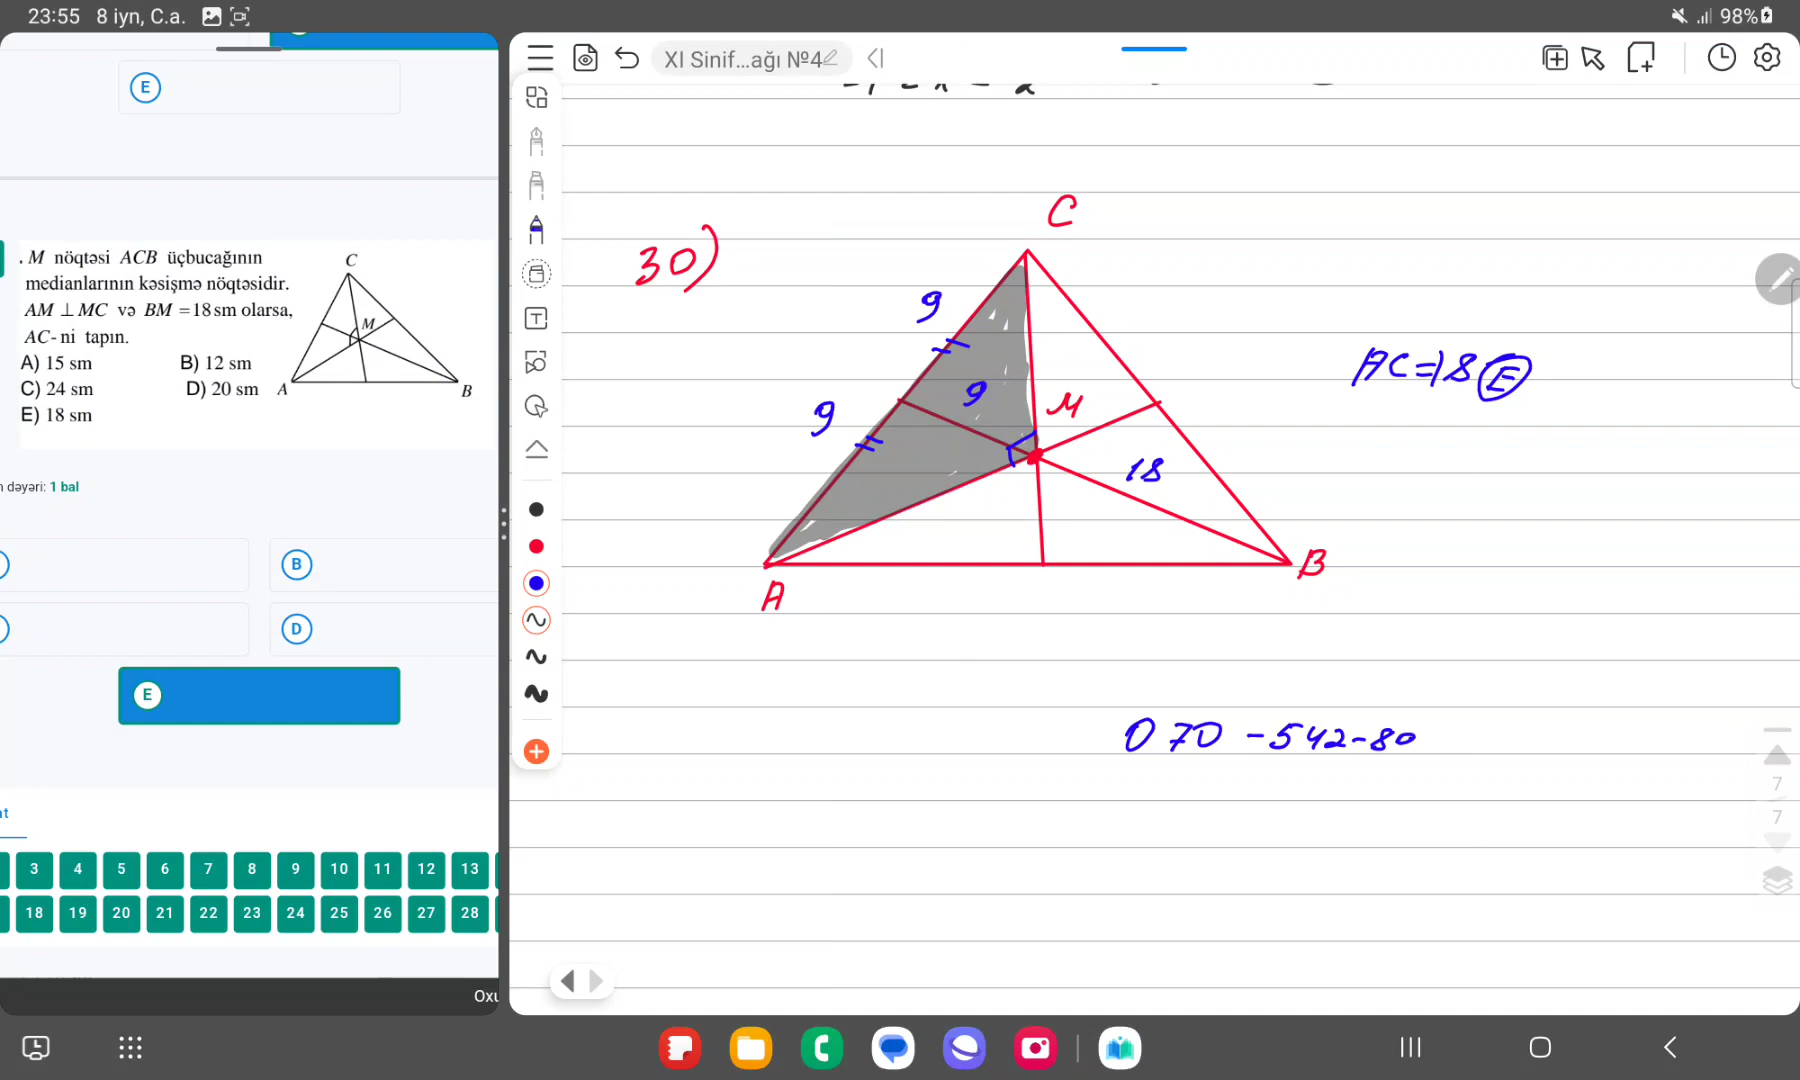 23:55 8 iyn, C.a.
98%
E
. M nöqtəsi ACB üçbucağının
medianlarının kəsişmə nöqtəsidir.
AM ⊥ MC və BM = 18 sm olarsa,
AC- ni tapın.
A) 15 sm B) 12 sm
C) 24 sm D) 20 sm
E) 18 sm
C
M
A
B
dəyəri: 1 bal
B
D
E
3 4 5 6 7 8 9 10 11 12 13
18 19 20 21 22 23 24 25 26 27 28
XI Sinif...ağı №4
30)
C
9
9
9
M
18
A
B
AC=18 E
070-542-80
7
7